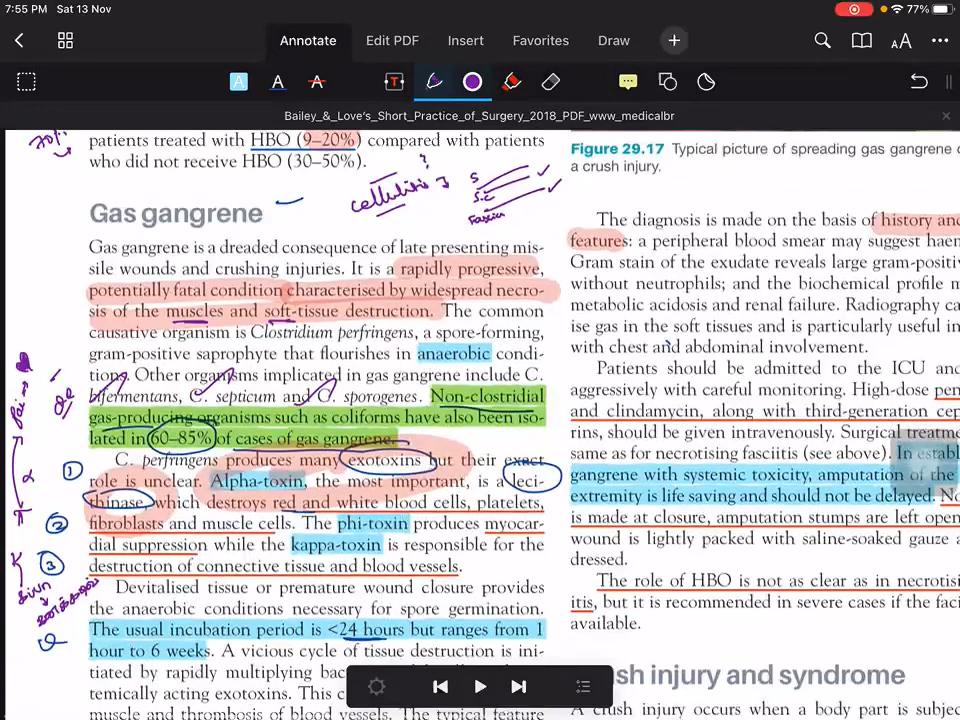 7:55 PM Sat 13 Nov
77%
Annotate Edit PDF Insert Favorites Draw
AA
T
Bailey_&_Love's_Short_Practice_of_Surgery_2018_PDF_www_medicalbr
patients treated with HBO (9–20%) compared with patients
who did not receive HBO (30–50%).
cellulitis ?
S
S.C
Fascia
Gas gangrene
Gas gangrene is a dreaded consequence of late presenting mis-
sile wounds and crushing injuries. It is a rapidly progressive,
potentially fatal condition characterised by widespread necro-
sis of the muscles and soft-tissue destruction. The common
causative organism is Clostridium perfringens, a spore-forming,
gram-positive saprophyte that flourishes in anaerobic condi-
tions. Other organisms implicated in gas gangrene include C.
bifermentans, C. septicum and C. sporogenes. Non-clostridial
gas-producing organisms such as coliforms have also been iso-
lated in 60–85% of cases of gas gangrene.
C. perfringens produces many exotoxins but their exact
role is unclear. Alpha-toxin, the most important, is a leci-
thinase which destroys red and white blood cells, platelets,
fibroblasts and muscle cells. The phi-toxin produces myocar-
dial suppression while the kappa-toxin is responsible for the
destruction of connective tissue and blood vessels.
Devitalised tissue or premature wound closure provides
the anaerobic conditions necessary for spore germination.
The usual incubation period is <24 hours but ranges from 1
hour to 6 weeks. A vicious cycle of tissue destruction is ini-
tiated by rapidly multiplying
temically acting exotoxins. This
muscle and thrombosis of blood vessels. The typical feature
α
1
2
3
K
Figure 29.17 Typical picture of spreading gas gangrene
a crush injury.
The diagnosis is made on the basis of history and
features: a peripheral blood smear may suggest
Gram stain of the exudate reveals large
without neutrophils; and the biochemical profile
metabolic acidosis and renal failure. Radiography
ise gas in the soft tissues and is particularly useful in
with chest and abdominal involvement.
Patients should be admitted to the ICU and
aggressively with careful monitoring. High-dose
and clindamycin, along with third-generation
rins, should be given intravenously. Surgical
same as for necrotising fasciitis (see above). In
gangrene with systemic toxicity, amputation of the
extremity is life saving and should not be delayed.
is made at closure, amputation stumps are left open
wound is lightly packed with saline-soaked gauze
dressed.
The role of HBO is not as clear as in
itis, but it is recommended in severe cases if the
available.
sh injury and syndrome
A crush injury occurs when a body part is